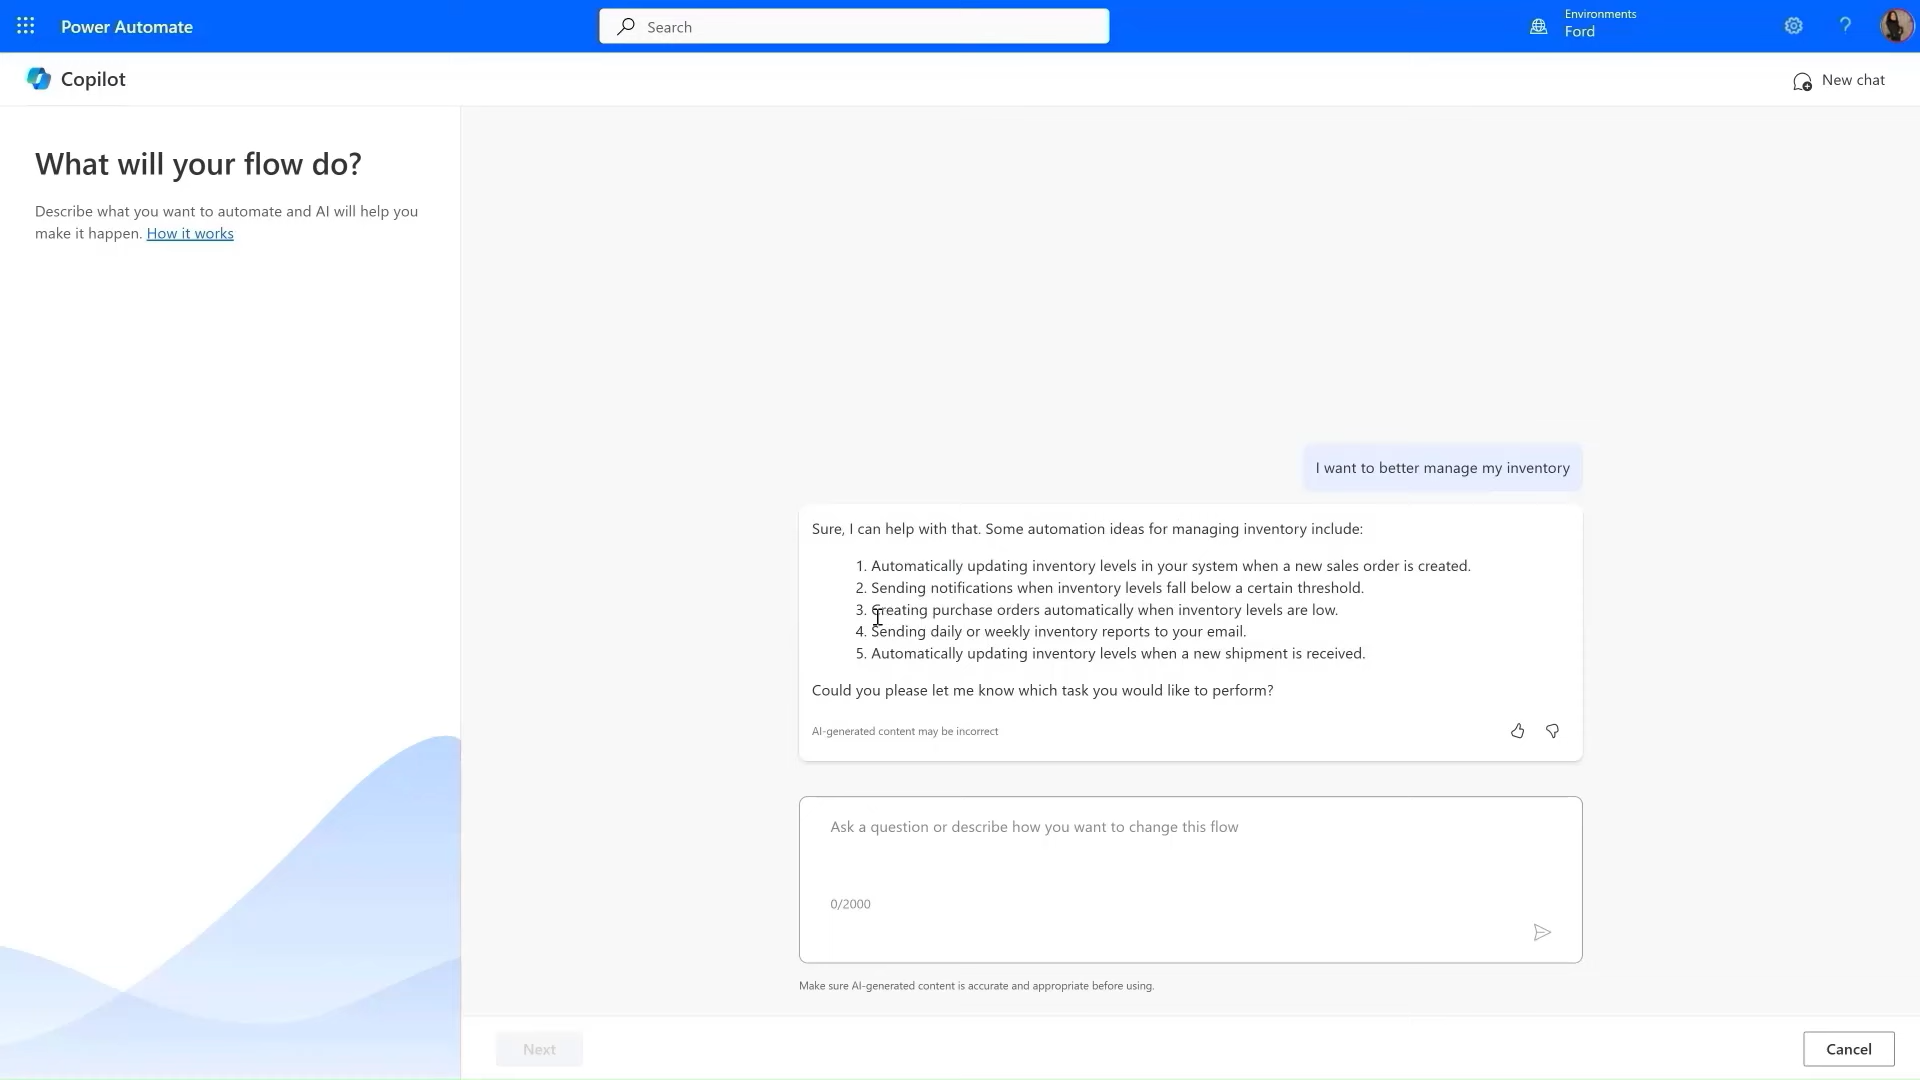 Power Automate
Search
Environments
Ford
?
Copilot
New chat
What will your flow do?
Describe what you want to automate and AI will help you
make it happen. How it works
I want to better manage my inventory
Sure, I can help with that. Some automation ideas for managing inventory include:
1. Automatically updating inventory levels in your system when a new sales order is created.
2. Sending notifications when inventory levels fall below a certain threshold.
3. Creating purchase orders automatically when inventory levels are low.
4. Sending daily or weekly inventory reports to your email.
5. Automatically updating inventory levels when a new shipment is received.
Could you please let me know which task you would like to perform?
AI-generated content may be incorrect
Ask a question or describe how you want to change this flow
0/2000
Make sure AI-generated content is accurate and appropriate before using.
Next
Cancel